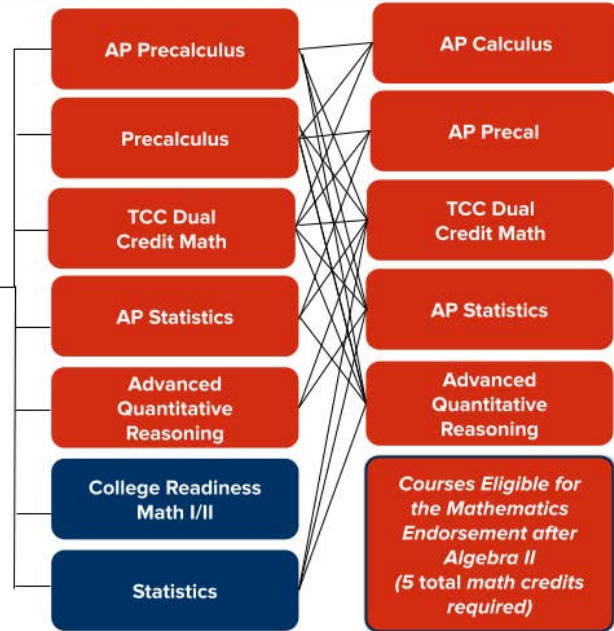 AP Precalculus
Precalculus
TCC Dual
Credit Math
AP Statistics
Advanced
Quantitative
Reasoning
College Readiness
Math I/II
Statistics
AP Calculus
AP Precal
TCC Dual
Credit Math
AP Statistics
Advanced
Quantitative
Reasoning
Courses Eligible for
the Mathematics
Endorsement after
Algebra II
(5 total math credits
required)